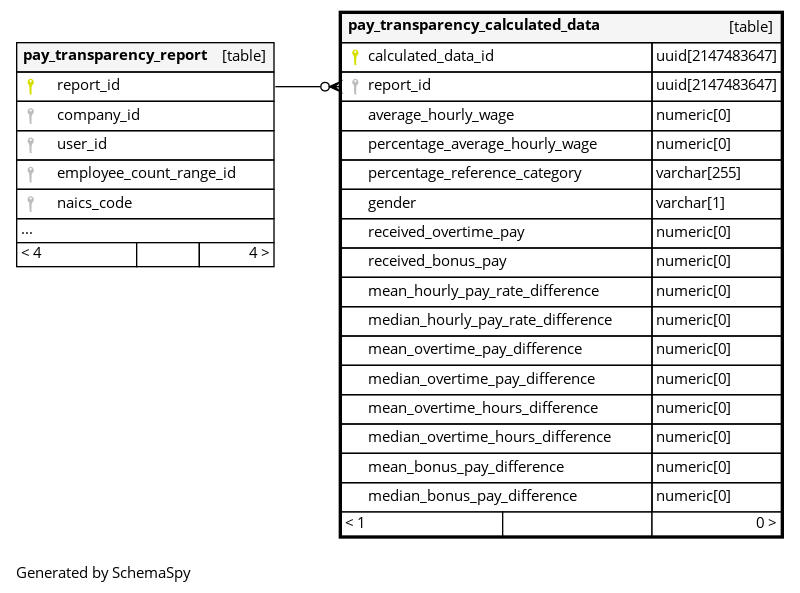 pay_transparency_report [table]
report_id
company_id
user_id
employee_count_range_id
naics_code
...
< 4 4 >
pay_transparency_calculated_data [table]
calculated_data_id uuid[2147483647]
report_id uuid[2147483647]
average_hourly_wage numeric[0]
percentage_average_hourly_wage numeric[0]
percentage_reference_category varchar[255]
gender varchar[1]
received_overtime_pay numeric[0]
received_bonus_pay numeric[0]
mean_hourly_pay_rate_difference numeric[0]
median_hourly_pay_rate_difference numeric[0]
mean_overtime_pay_difference numeric[0]
median_overtime_pay_difference numeric[0]
mean_overtime_hours_difference numeric[0]
median_overtime_hours_difference numeric[0]
mean_bonus_pay_difference numeric[0]
median_bonus_pay_difference numeric[0]
< 1 0 >
Generated by SchemaSpy